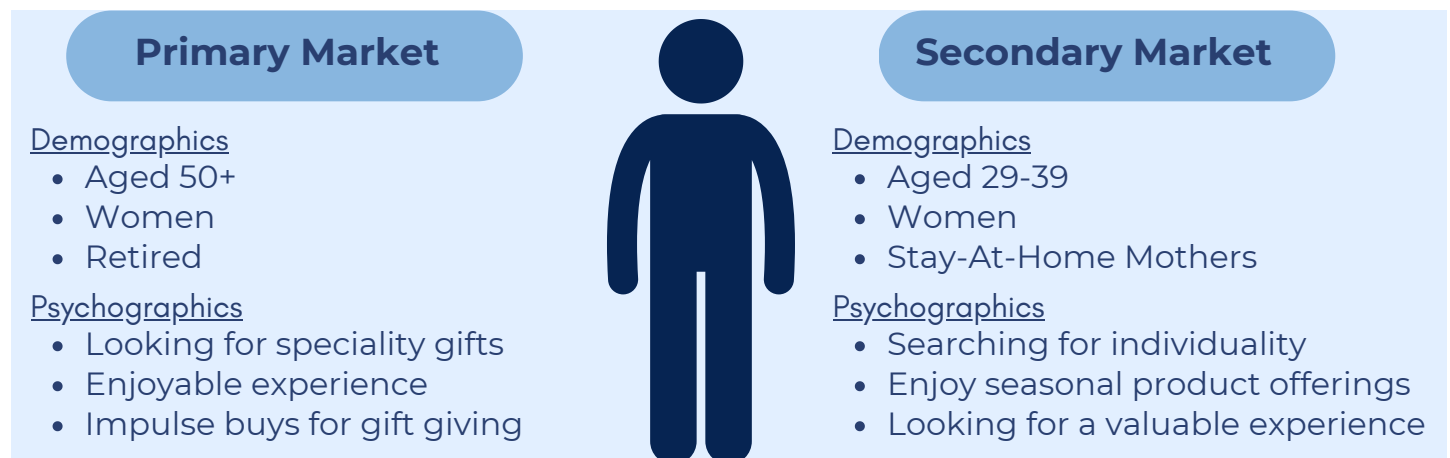 Primary Market
Demographics
Aged 50+
Women
Retired
Psychographics
Looking for speciality gifts
Enjoyable experience
Impulse buys for gift giving
Secondary Market
Demographics
Aged 29-39
Women
Stay-At-Home Mothers
Psychographics
Searching for individuality
Enjoy seasonal product offerings
Looking for a valuable experience